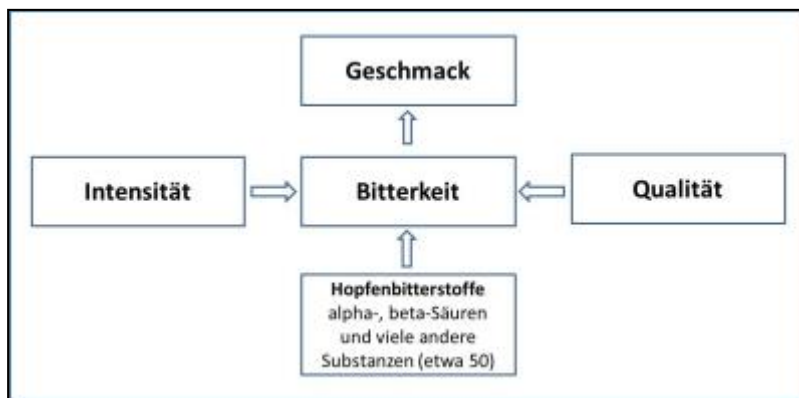 Geschmack
Intensität
Bitterkeit
Qualität
Hopfenbitterstoffe
alpha-, beta-Säuren
und viele andere
Substanzen (etwa 50)